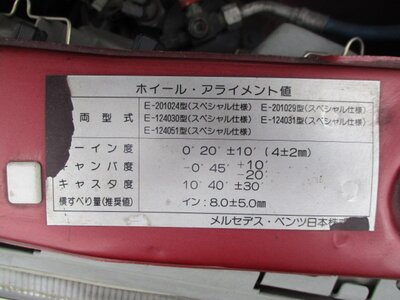 ホイール・アライメント値
両型式
E-201024型(スペシャル仕様) E-201029型(スペシャル仕様)
E-124030型(スペシャル仕様) E-124031型(スペシャル仕様)
E-124051型(スペシャル仕様)
ーイン度 0°20′±10′(4±2㎜)
キャンバ度 -0°45′+10′-20′
キャスタ度 10°40′±30′
横すべり量(推奨値) イン:8.0±5.0㎜
メルセデス・ベンツ日本株式